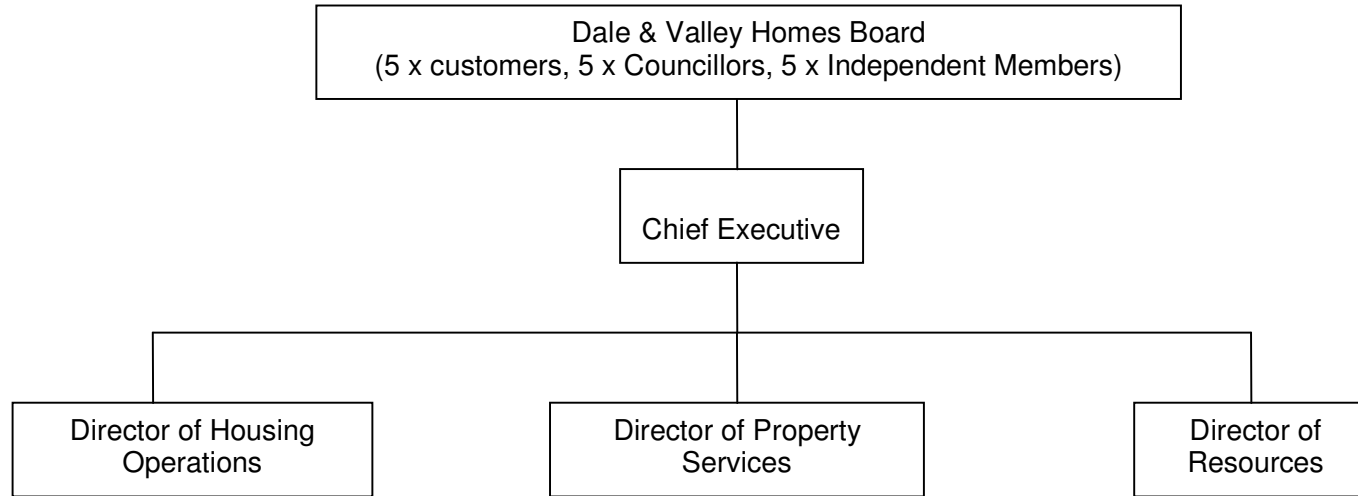 Dale & Valley Homes Board
(5 x customers, 5 x Councillors, 5 x Independent Members)
Chief Executive
Director of Housing
Operations
Director of Property
Services
Director of
Resources